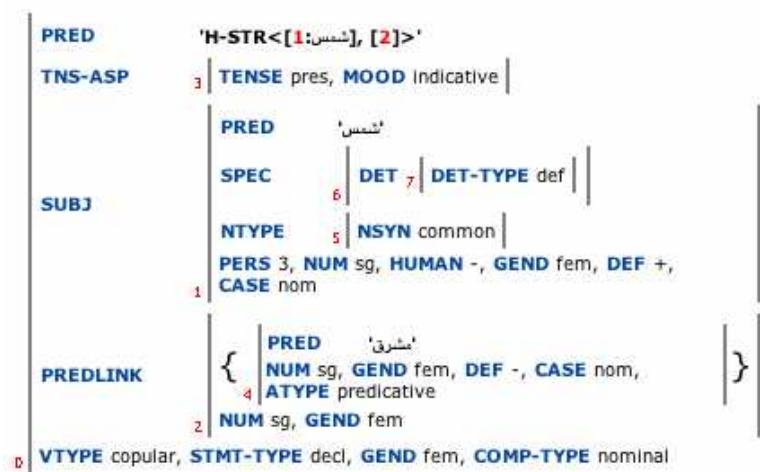 PRED 'H-STR<[1:شمس], [2]>'
TNS-ASP 3 TENSE pres, MOOD indicative
PRED 'شمس'
SPEC 6 DET 7 DET-TYPE def
SUBJ
NTYPE 5 NSYN common
PERS 3, NUM sg, HUMAN -, GEND fem, DEF +,
1 CASE nom
PRED 'مشرق'
{ NUM sg, GEND fem, DEF -, CASE nom, }
PREDLINK
4 ATYPE predicative
2 NUM sg, GEND fem
0 VTYPE copular, STMT-TYPE decl, GEND fem, COMP-TYPE nominal